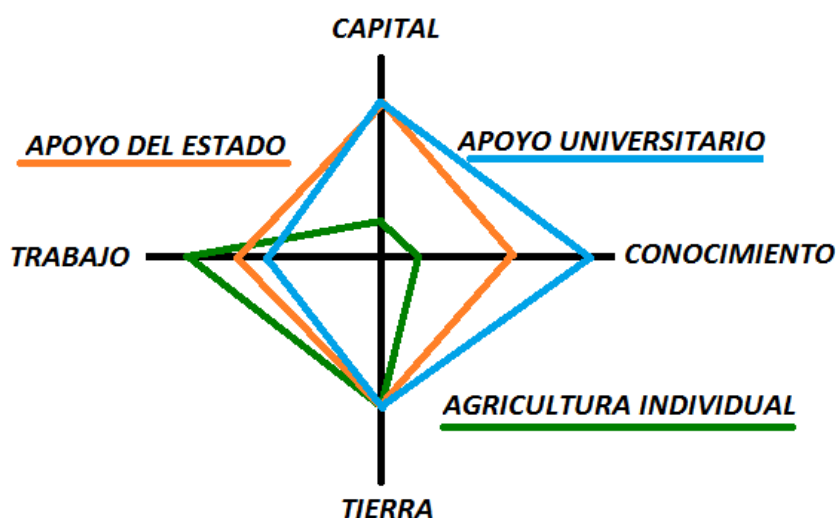 CAPITAL
APOYO DEL ESTADO
APOYO UNIVERSITARIO
TRABAJO
CONOCIMIENTO
AGRICULTURA INDIVIDUAL
TIERRA